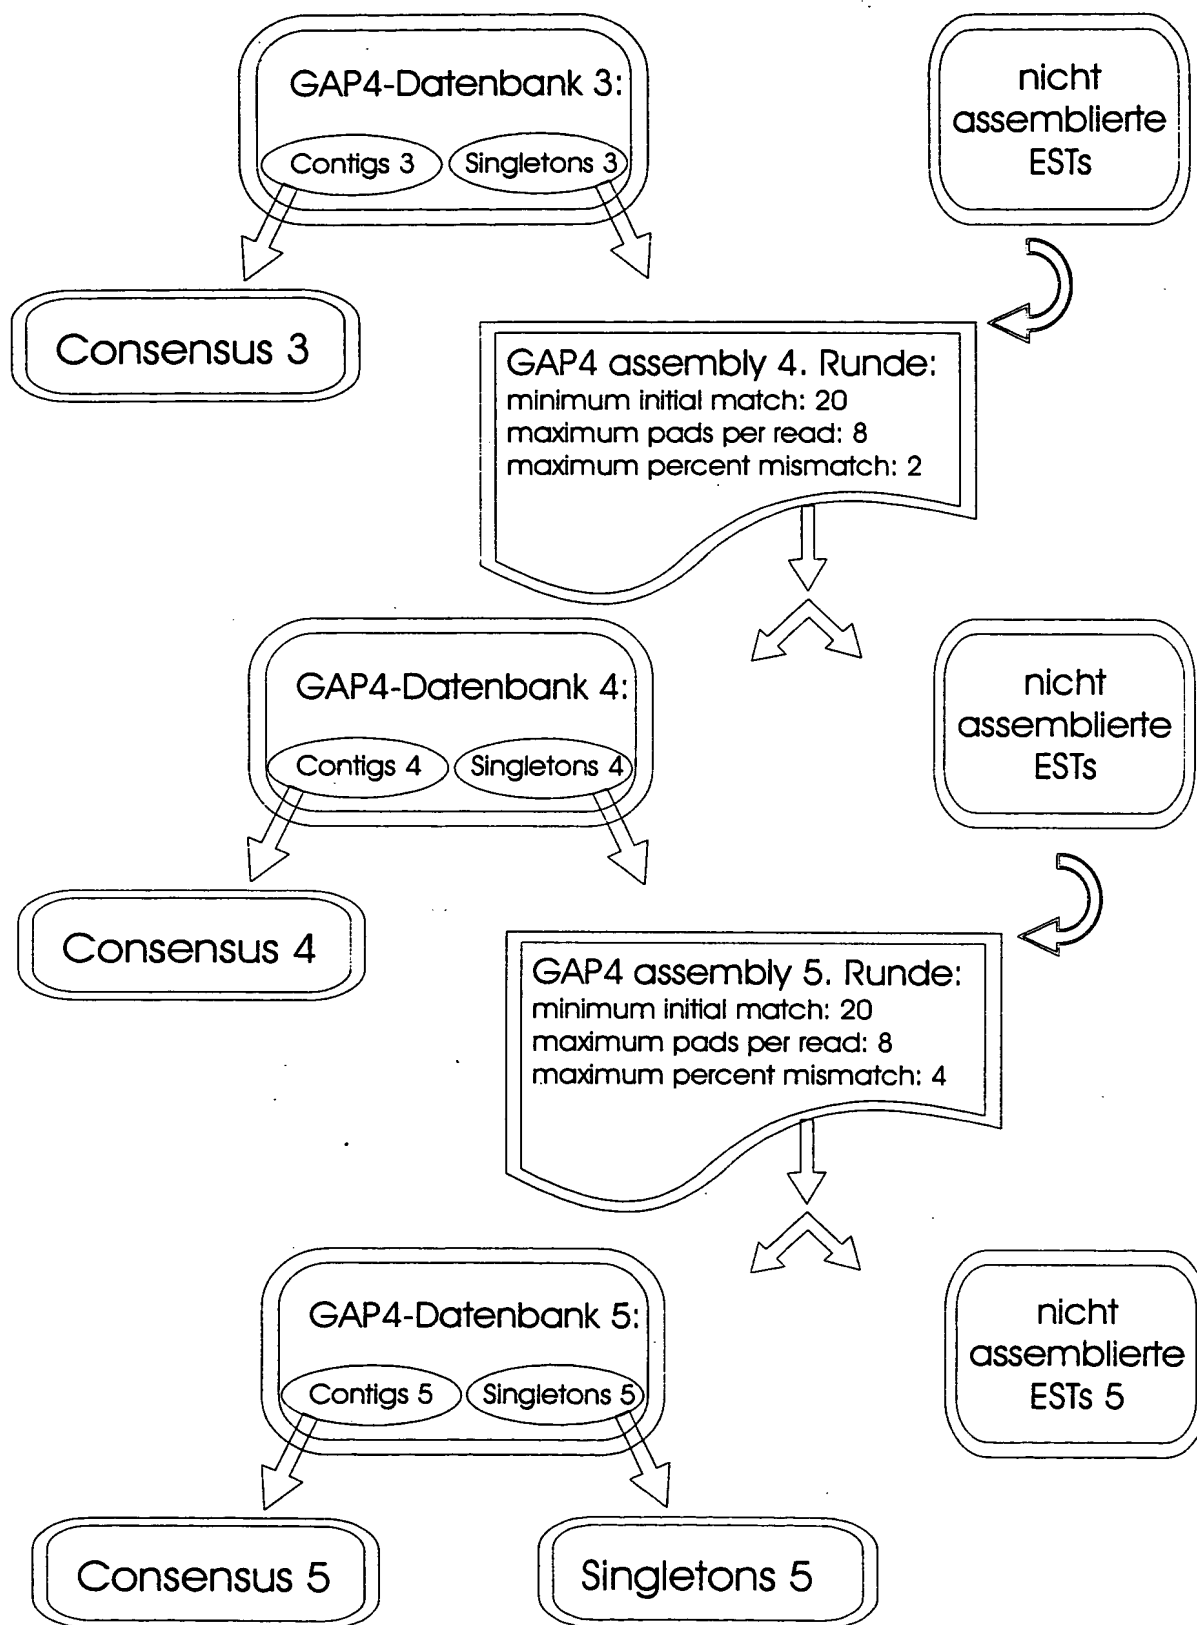 GAP4-Datenbank 3:
Contigs 3
Singletons 3
nicht
assemblierte
ESTs
Consensus 3
GAP4 assembly 4. Runde:
minimum initial match: 20
maximum pads per read: 8
maximum percent mismatch: 2
GAP4-Datenbank 4:
Contigs 4
Singletons 4
nicht
assemblierte
ESTs
Consensus 4
GAP4 assembly 5. Runde:
minimum initial match: 20
maximum pads per read: 8
maximum percent mismatch: 4
GAP4-Datenbank 5:
Contigs 5
Singletons 5
nicht
assemblierte
ESTs 5
Consensus 5
Singletons 5